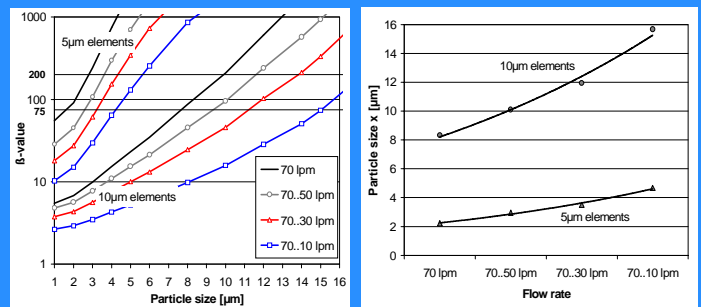 1000
200
100
75
10
1
ß-value
5µm elements
10µm elements
70 lpm
70..50 lpm
70..30 lpm
70..10 lpm
1 2 3 4 5 6 7 8 9 10 11 12 13 14 15 16
Particle size [µm]
16
14
12
10
8
6
4
2
0
Particle size x [µm]
10µm elements
5µm elements
70 lpm 70..50 lpm 70..30 lpm 70..10 lpm
Flow rate